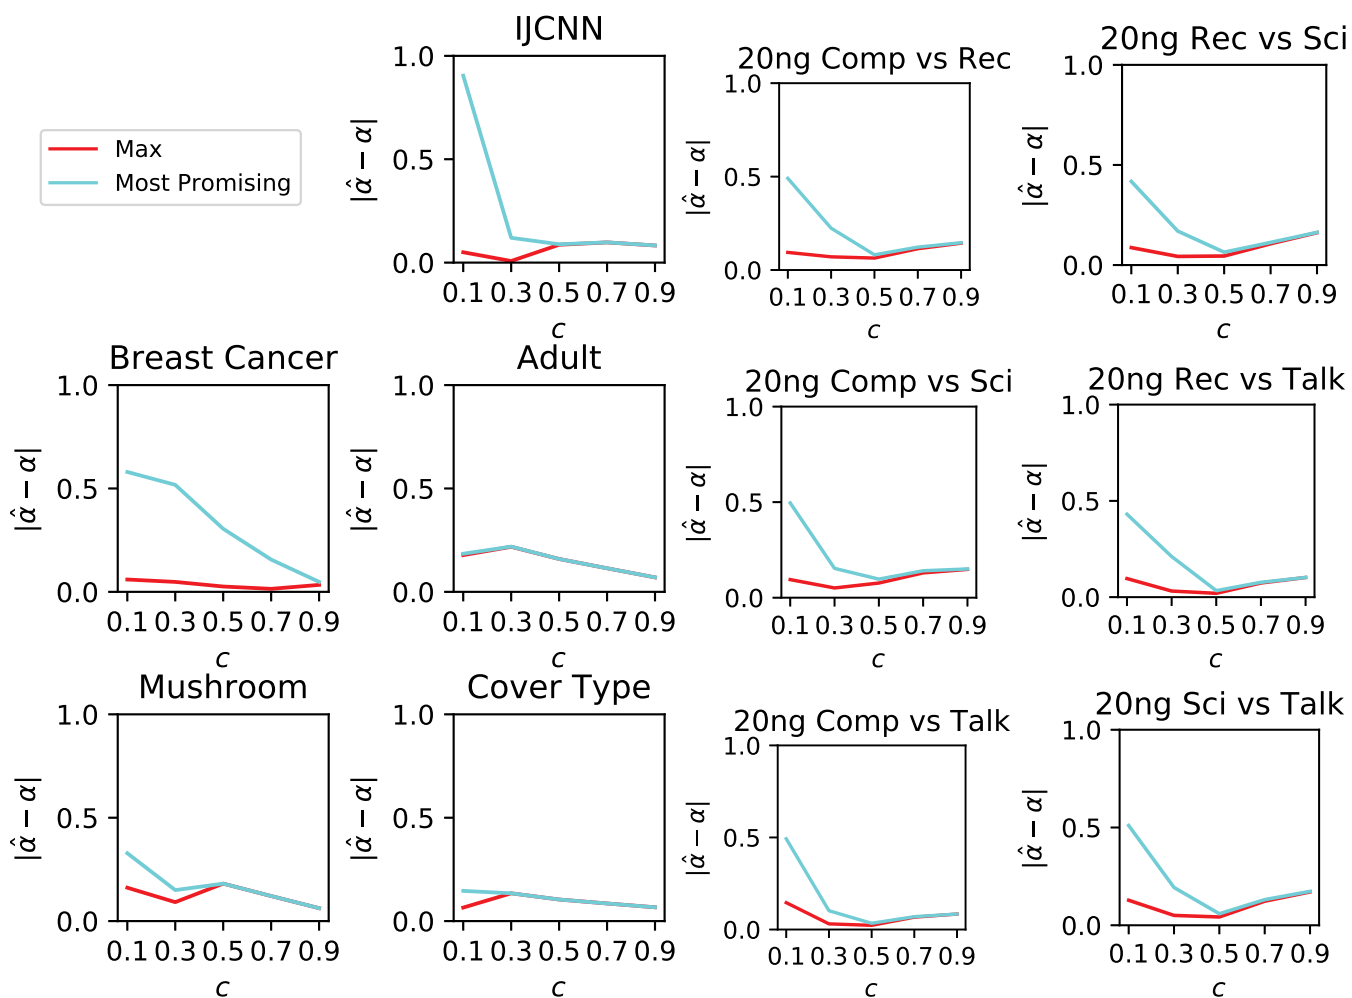 Max
Most Promising
IJCNN
1.0
0.5
0.0
|α̂ − α|
0.1 0.3 0.5 0.7 0.9
c
20ng Comp vs Rec
1.0
0.5
0.0
|α̂ − α|
0.1 0.3 0.5 0.7 0.9
c
20ng Rec vs Sci
1.0
0.5
0.0
|α̂ − α|
0.1 0.3 0.5 0.7 0.9
c
Breast Cancer
1.0
0.5
0.0
|α̂ − α|
0.1 0.3 0.5 0.7 0.9
c
Adult
1.0
0.5
0.0
|α̂ − α|
0.1 0.3 0.5 0.7 0.9
c
20ng Comp vs Sci
1.0
0.5
0.0
|α̂ − α|
0.1 0.3 0.5 0.7 0.9
c
20ng Rec vs Talk
1.0
0.5
0.0
|α̂ − α|
0.1 0.3 0.5 0.7 0.9
c
Mushroom
1.0
0.5
0.0
|α̂ − α|
0.1 0.3 0.5 0.7 0.9
c
Cover Type
1.0
0.5
0.0
|α̂ − α|
0.1 0.3 0.5 0.7 0.9
c
20ng Comp vs Talk
1.0
0.5
0.0
|α̂ − α|
0.1 0.3 0.5 0.7 0.9
c
20ng Sci vs Talk
1.0
0.5
0.0
|α̂ − α|
0.1 0.3 0.5 0.7 0.9
c